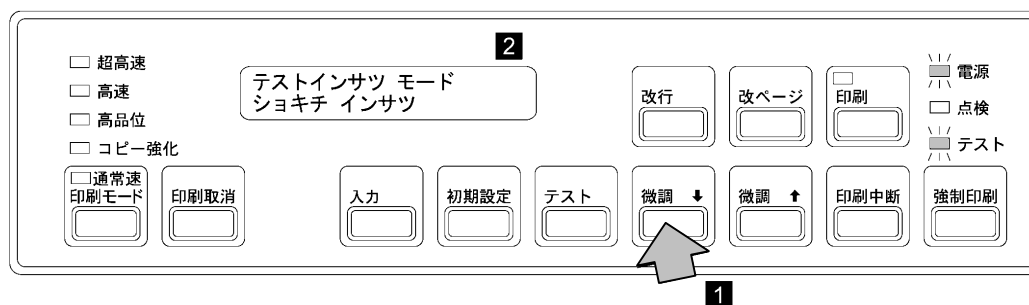 超高速
高速
高品位
コピー強化
通常速
印刷モード
印刷取消
2
テストインサツ モード
ショキチ インサツ
改行
改ページ
印刷
電源
点検
テスト
入力
初期設定
テスト
微調 ⬇
微調 ⬆
印刷中断
強制印刷
1